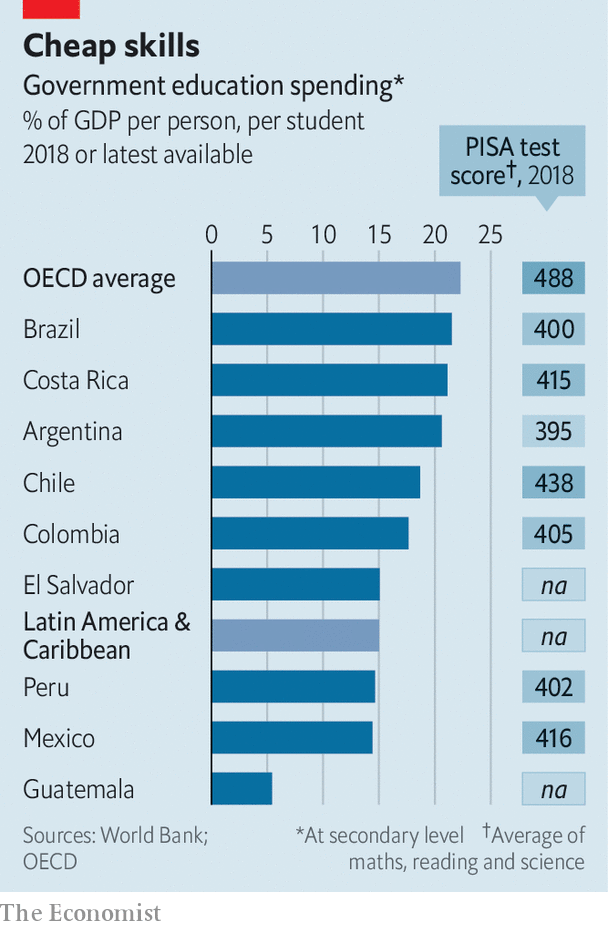 Cheap skills
Government education spending*
% of GDP per person, per student
2018 or latest available
PISA test
score†, 2018
0 5 10 15 20 25
OECD average 488
Brazil 400
Costa Rica 415
Argentina 395
Chile 438
Colombia 405
El Salvador na
Latin America &
Caribbean na
Peru 402
Mexico 416
Guatemala na
Sources: World Bank;
OECD
*At secondary level †Average of
maths, reading and science
The Economist